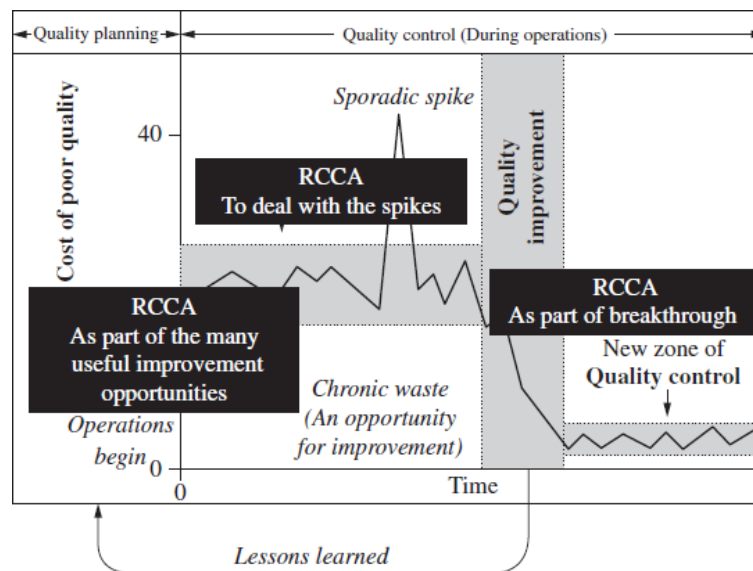 Quality planning
Quality control (During operations)
Cost of poor quality
40
Sporadic spike
RCCA
To deal with the spikes
Quality
improvement
RCCA
As part of the many
useful improvement
opportunities
RCCA
As part of breakthrough
New zone of
Quality control
Chronic waste
(An opportunity
for improvement)
Operations
begin
0
0
Time
Lessons learned